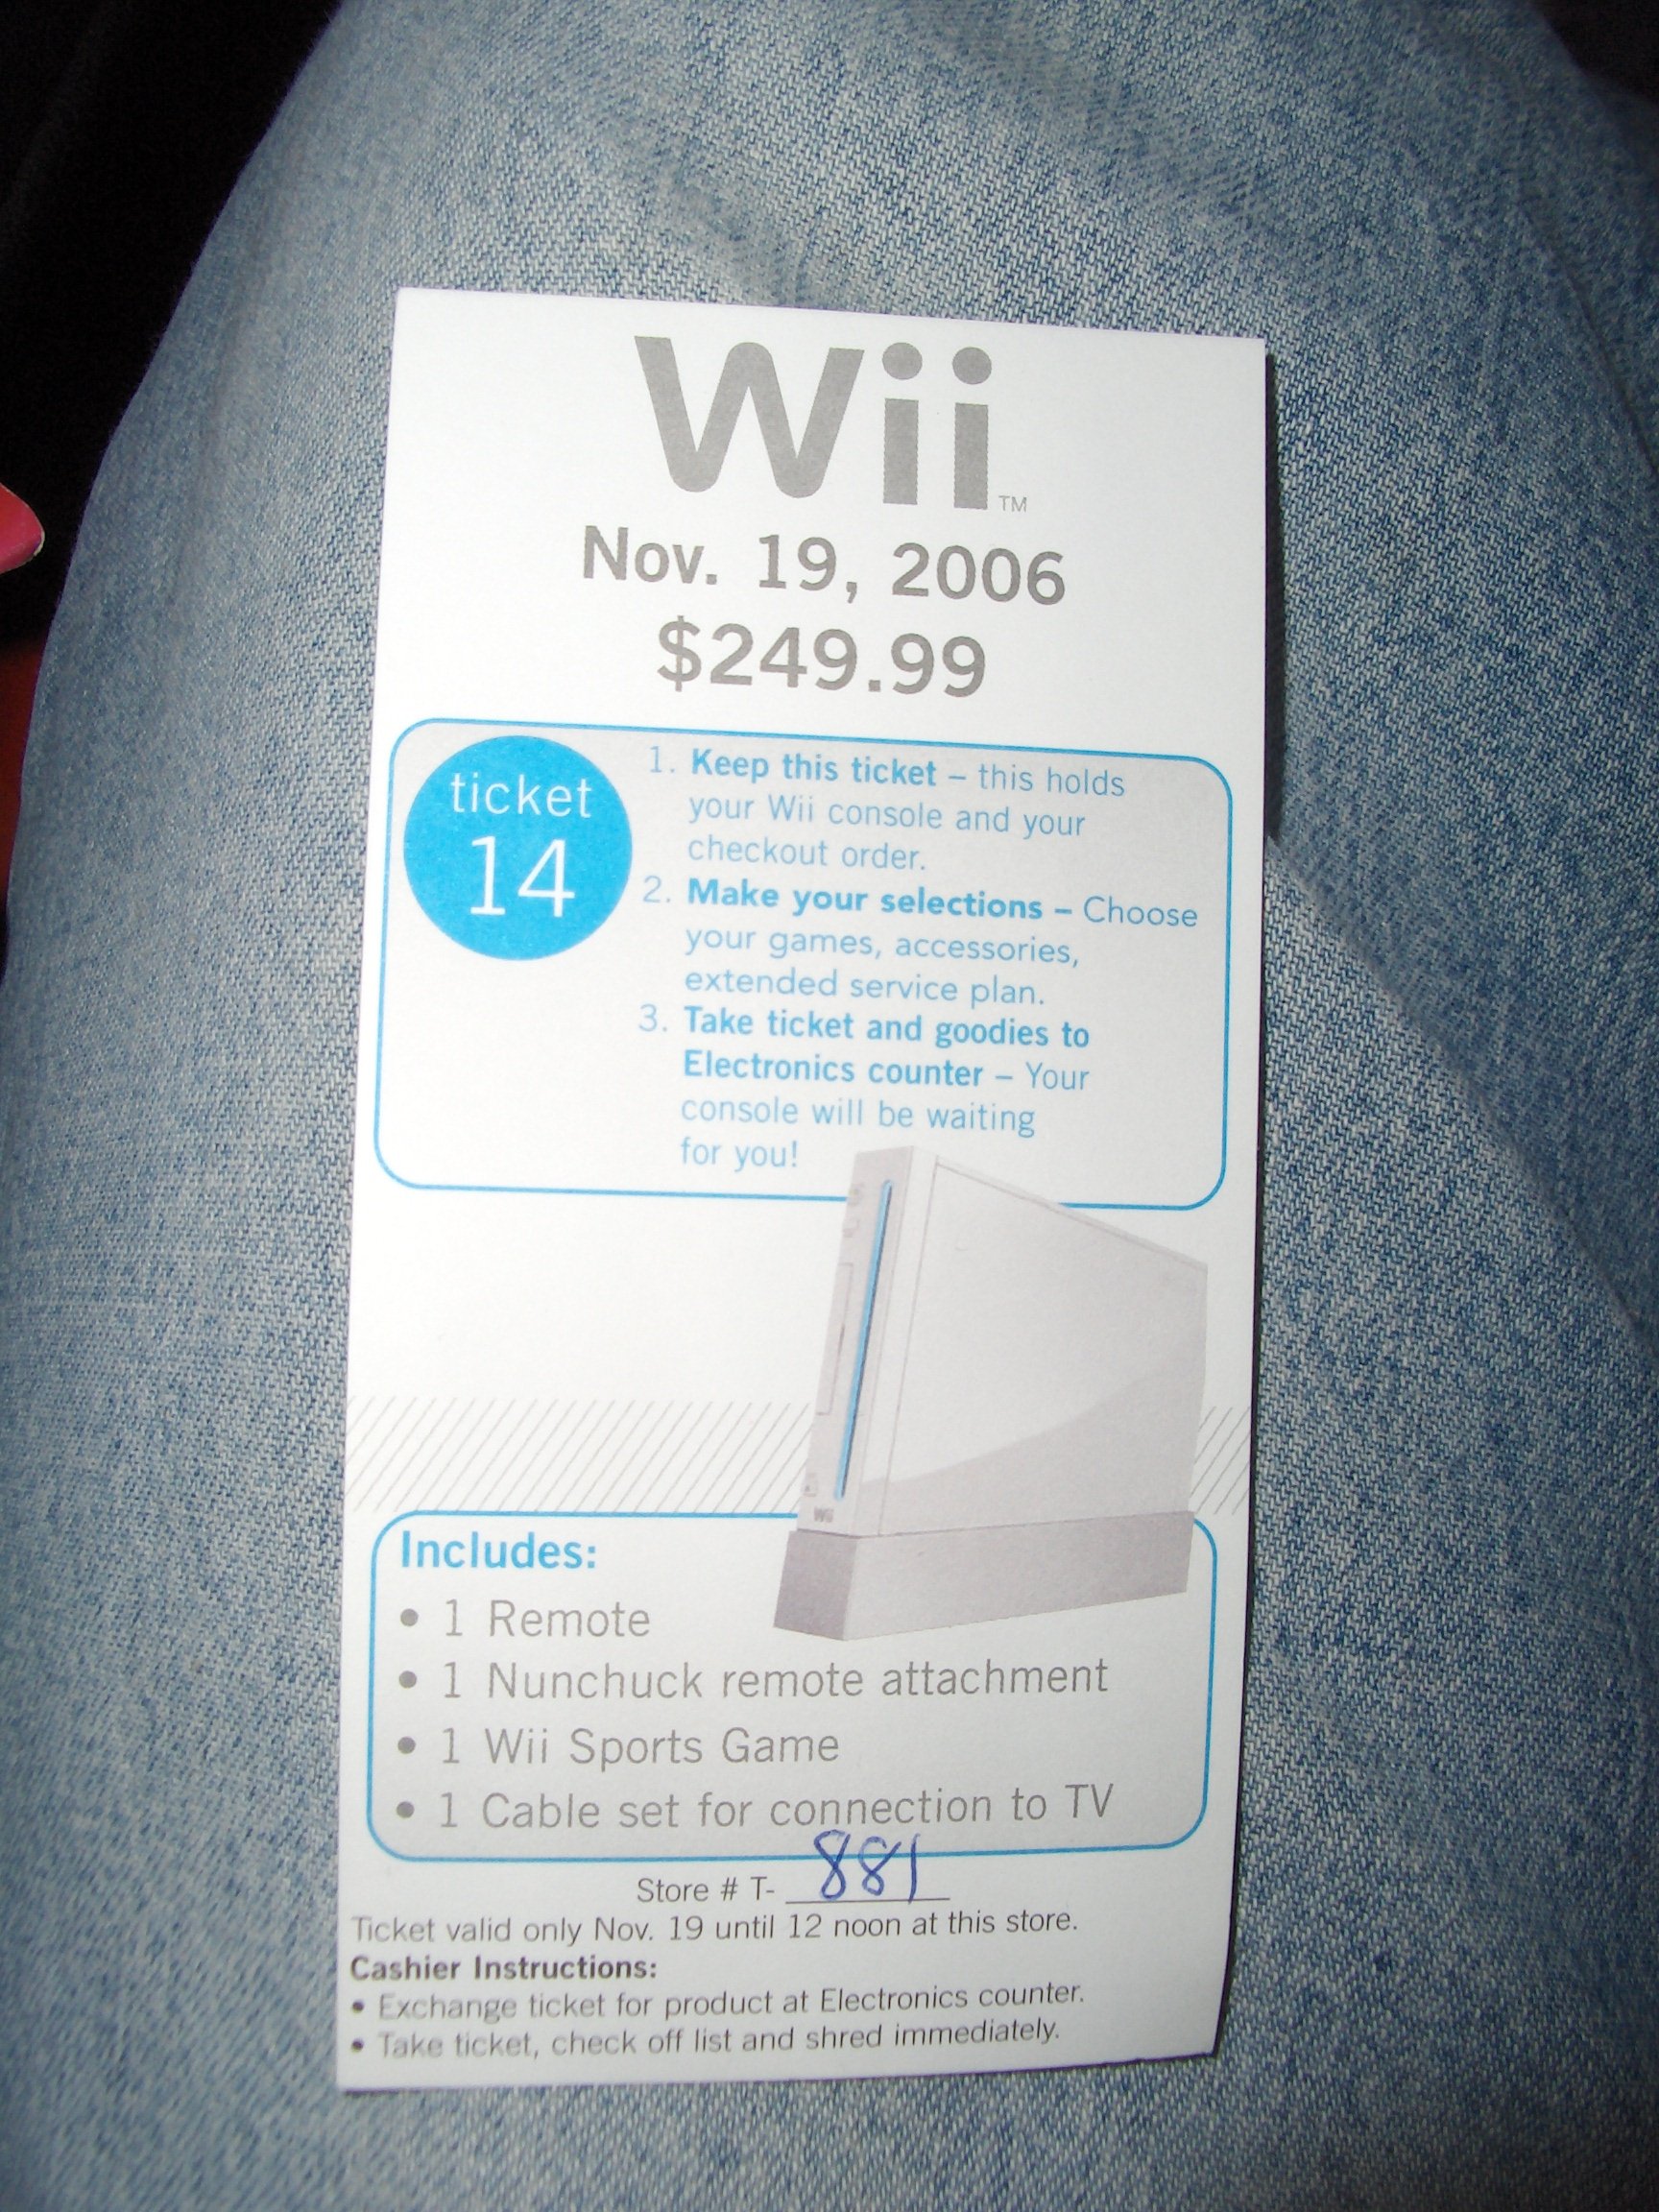 Wii™
Nov. 19, 2006
$249.99
ticket
14
1. Keep this ticket – this holds
your Wii console and your
checkout order.
2. Make your selections – Choose
your games, accessories,
extended service plan.
3. Take ticket and goodies to
Electronics counter – Your
console will be waiting
for you!
Wii
Includes:
• 1 Remote
• 1 Nunchuck remote attachment
• 1 Wii Sports Game
• 1 Cable set for connection to TV
Store # T- 881
Ticket valid only Nov. 19 until 12 noon at this store.
Cashier Instructions:
• Exchange ticket for product at Electronics counter.
• Take ticket, check off list and shred immediately.